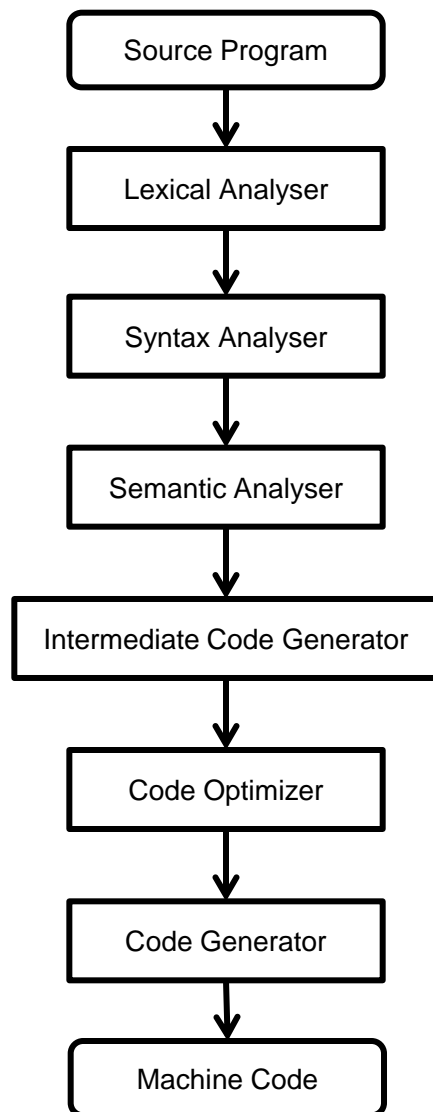 Source Program
Lexical Analyser
Syntax Analyser
Semantic Analyser
Intermediate Code Generator
Code Optimizer
Code Generator
Machine Code